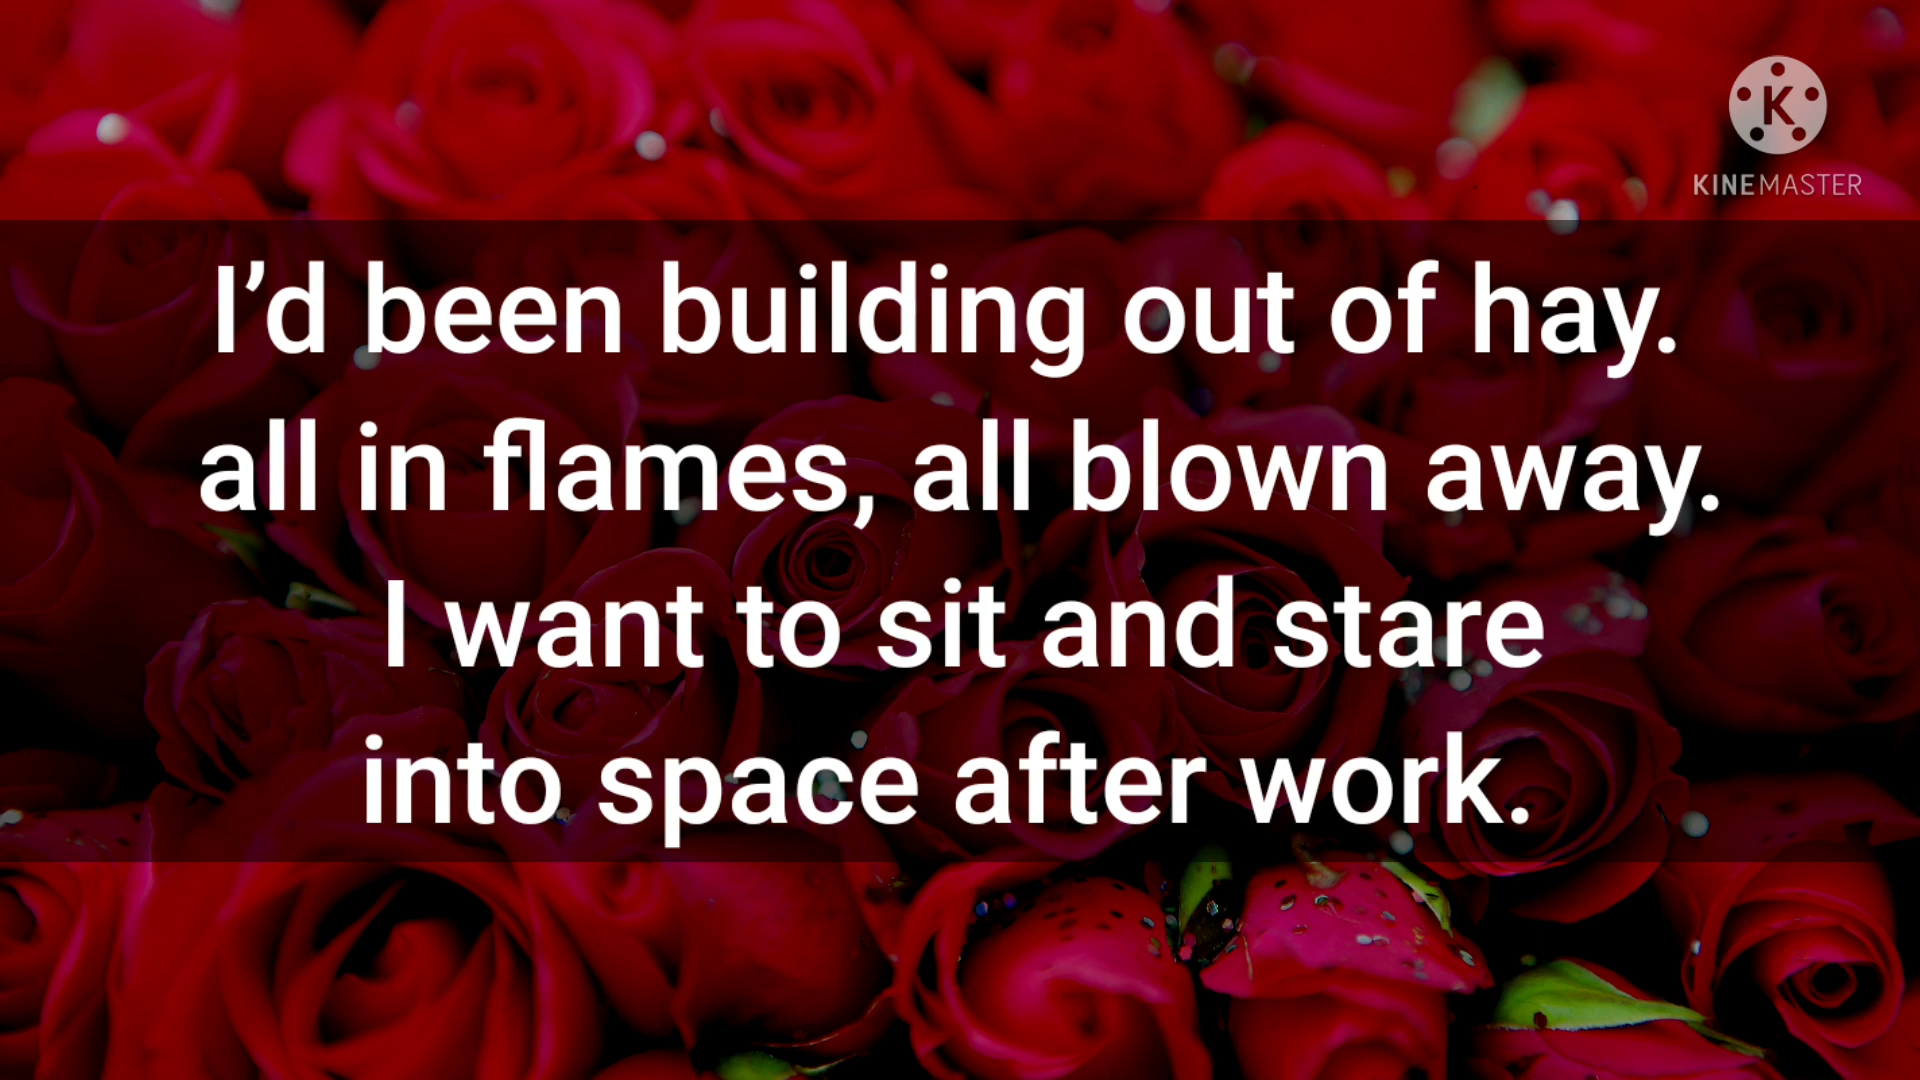 K
KINEMASTER
I’d been building out of hay.
all in flames, all blown away.
I want to sit and stare
into space after work.